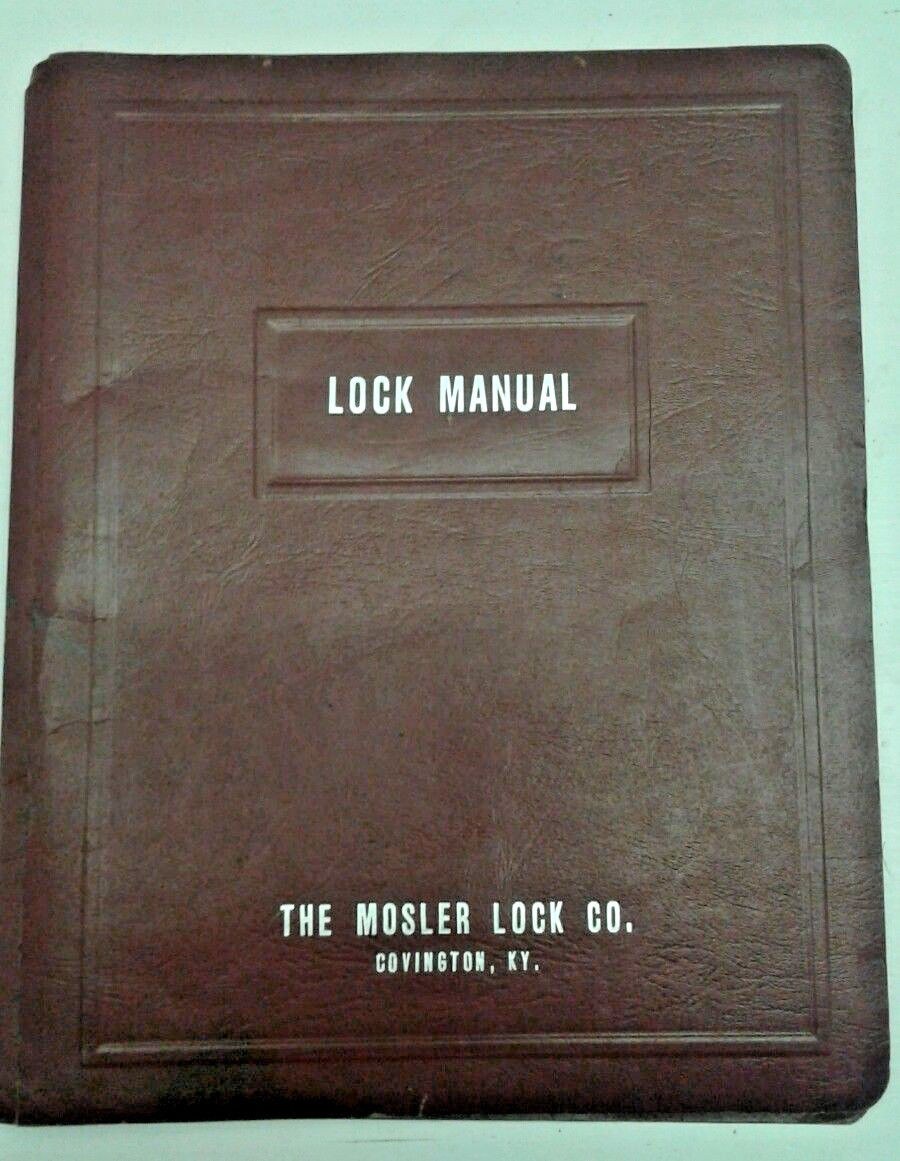 LOCK MANUAL
THE MOSLER LOCK CO.
COVINGTON, KY.